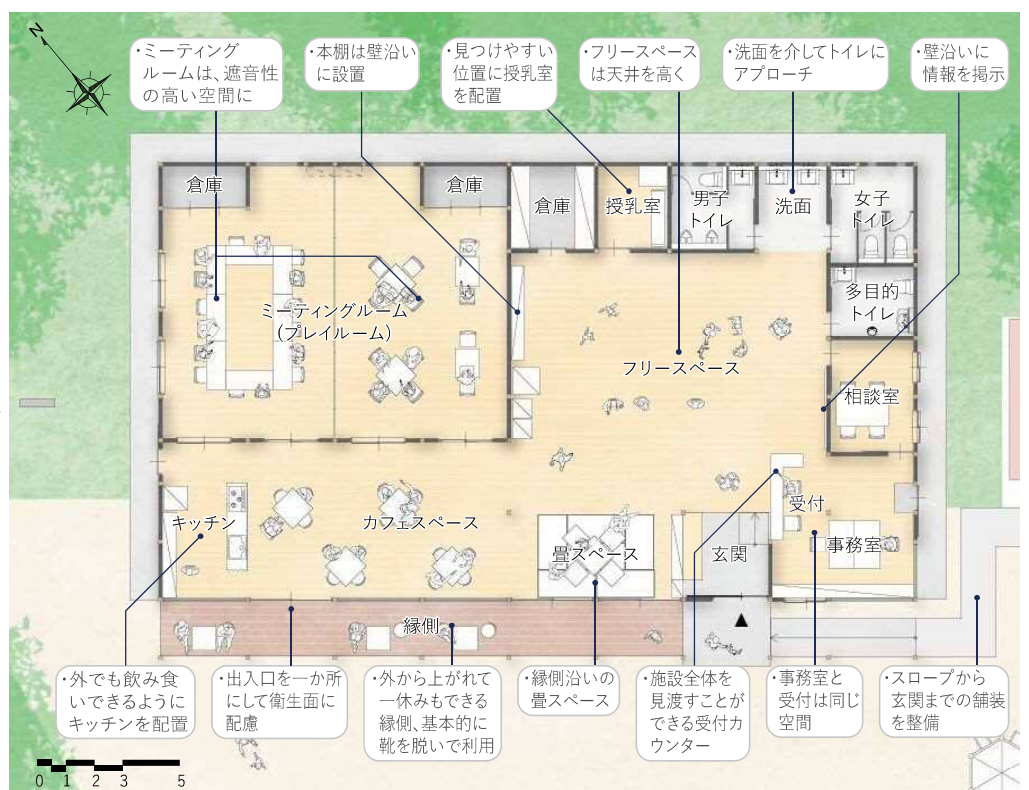 N
・ミーティング
ルームは、遮音性
の高い空間に
・本棚は壁沿い
に設置
・見つけやすい
位置に授乳室
を配置
・フリースペース
は天井を高く
・洗面を介してトイレに
アプローチ
・壁沿いに
情報を掲示
倉庫
倉庫
倉庫
授乳室
男子
トイレ
洗面
女子
トイレ
多目的
トイレ
ミーティングルーム
(プレイルーム)
フリースペース
相談室
キッチン
カフェスペース
畳スペース
玄関
受付
事務室
縁側
・外でも飲み食
いできるように
キッチンを配置
・出入口を一か所
にして衛生面に
配慮
・外から上がれて
一休みもできる
縁側、基本的に
靴を脱いで利用
・縁側沿いの
畳スペース
・施設全体を
見渡すことが
できる受付カ
ウンター
・事務室と
受付は同じ
空間
・スロープから
玄関までの舗装
を整備
0 1 2 3 5